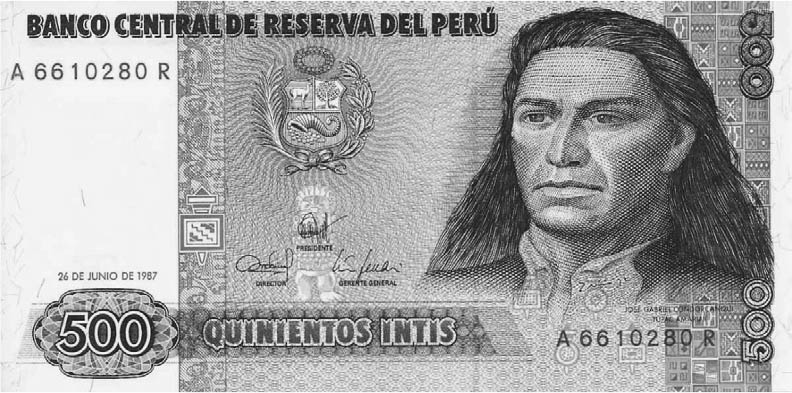 BANCO CENTRAL DE RESERVA DEL PERÚ
A 6610280 R
500
PRESIDENTE
DIRECTOR
GERENTE GENERAL
26 DE JUNIO DE 1987
JOSE GABRIEL CONDORCANQUI
TUPAC AMARU II
500 QUINIENTOS INTIS
A 6610280 R
500